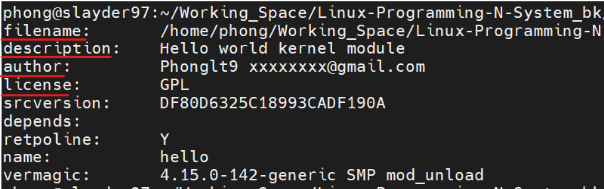 phong@slayder97:~/Working_Space/Linux-Programming-N-System_bk
filename: /home/phong/Working_Space/Linux-Programming-N
description: Hello world kernel module
author: Phonglt9 xxxxxxxx@gmail.com
license: GPL
srcversion: DF80D6325C18993CADF190A
depends:
retpoline: Y
name: hello
vermagic: 4.15.0-142-generic SMP mod_unload